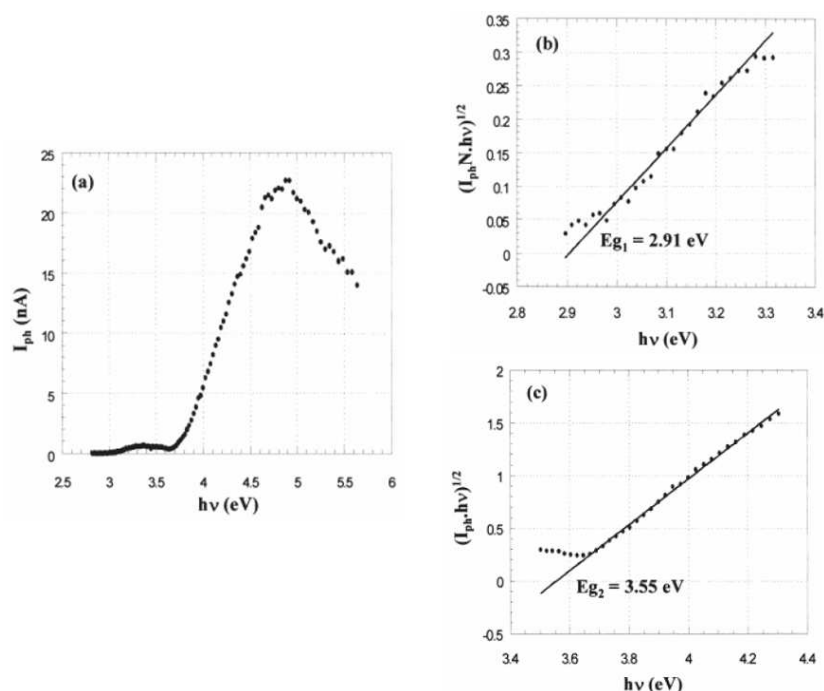 (a)
I_ph (nA)
25
20
15
10
5
0
2.5 3 3.5 4 4.5 5 5.5 6
hν (eV)
(b)
(I_phN.hν)^1/2
0.35
0.3
0.25
0.2
0.15
0.1
0.05
0
-0.05
Eg₁ = 2.91 eV
2.8 2.9 3 3.1 3.2 3.3 3.4
hν (eV)
(c)
(I_ph.hν)^1/2
2
1.5
1
0.5
0
-0.5
Eg₂ = 3.55 eV
3.4 3.6 3.8 4 4.2 4.4
hν (eV)